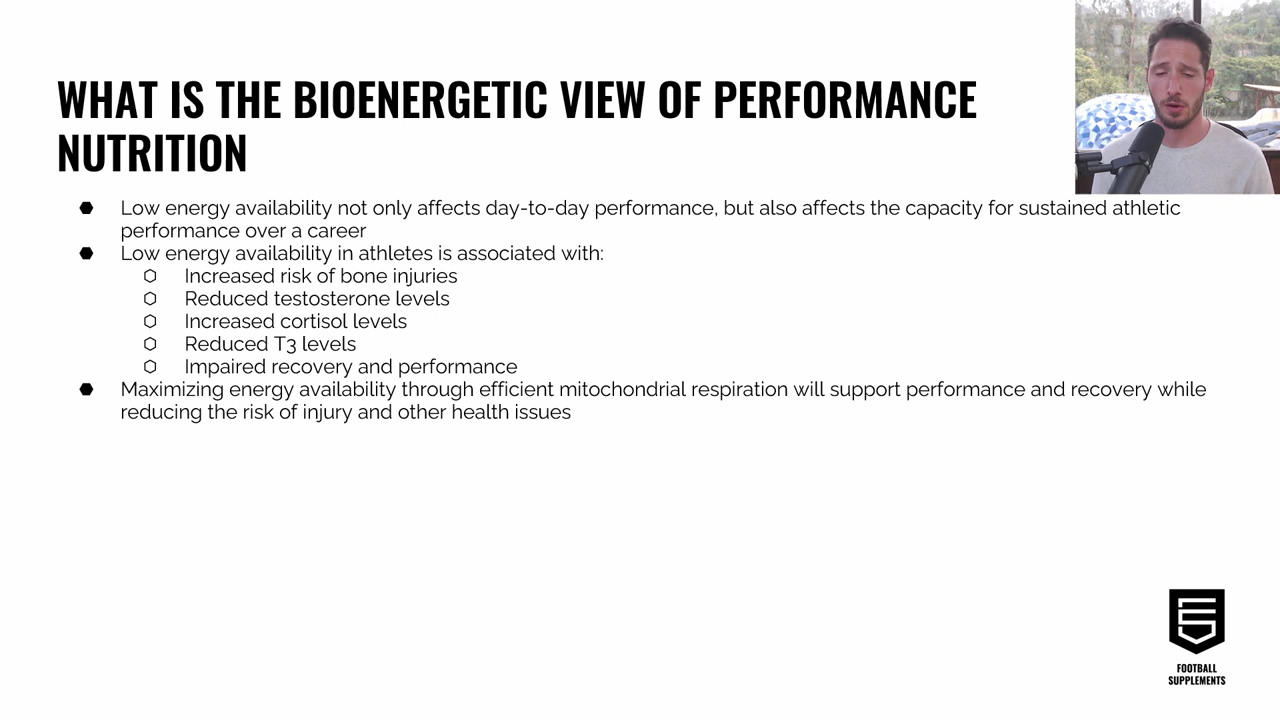 WHAT IS THE BIOENERGETIC VIEW OF PERFORMANCE
NUTRITION
Low energy availability not only affects day-to-day performance, but also affects the capacity for sustained athletic
performance over a career
Low energy availability in athletes is associated with:
Increased risk of bone injuries
Reduced testosterone levels
Increased cortisol levels
Reduced T3 levels
Impaired recovery and performance
Maximizing energy availability through efficient mitochondrial respiration will support performance and recovery while
reducing the risk of injury and other health issues
FOOTBALL
SUPPLEMENTS